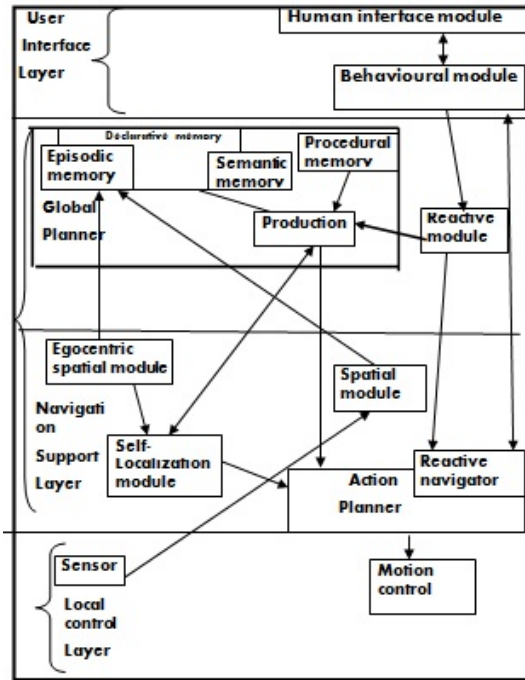 User
Interface
Layer
Human interface module
Behavioural module
Declarative memory
Episodic
memory
Semantic
memory
Procedural
memory
Global
Planner
Production
Reactive
module
Egocentric
spatial module
Spatial
module
Navigati
on
Support
Layer
Self-
Localization
module
Action
Planner
Reactive
navigator
Sensor
Local
control
Layer
Motion
control